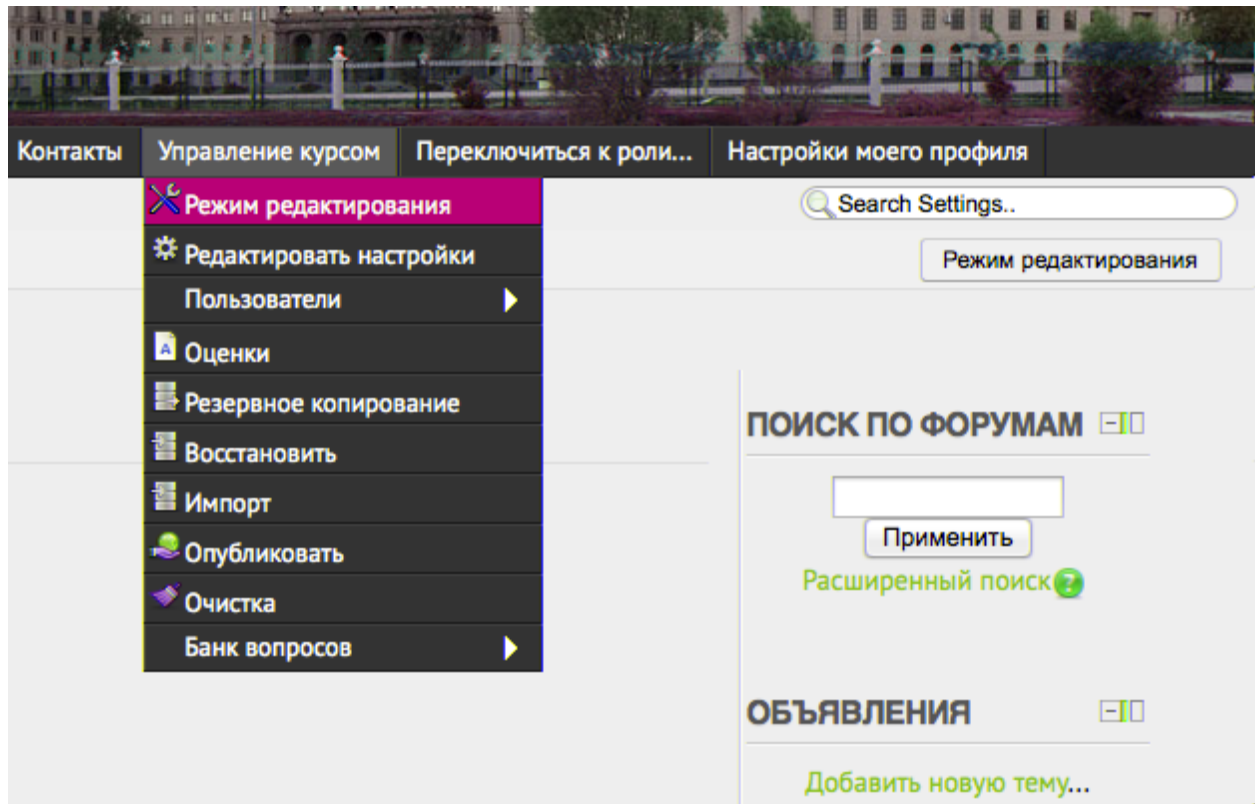 Контакты Управление курсом Переключиться к роли... Настройки моего профиля
Режим редактирования
Редактировать настройки
Пользователи
Оценки
Резервное копирование
Восстановить
Импорт
Опубликовать
Очистка
Банк вопросов
Search Settings..
Режим редактирования
ПОИСК ПО ФОРУМАМ
Применить
Расширенный поиск
ОБЪЯВЛЕНИЯ
Добавить новую тему...